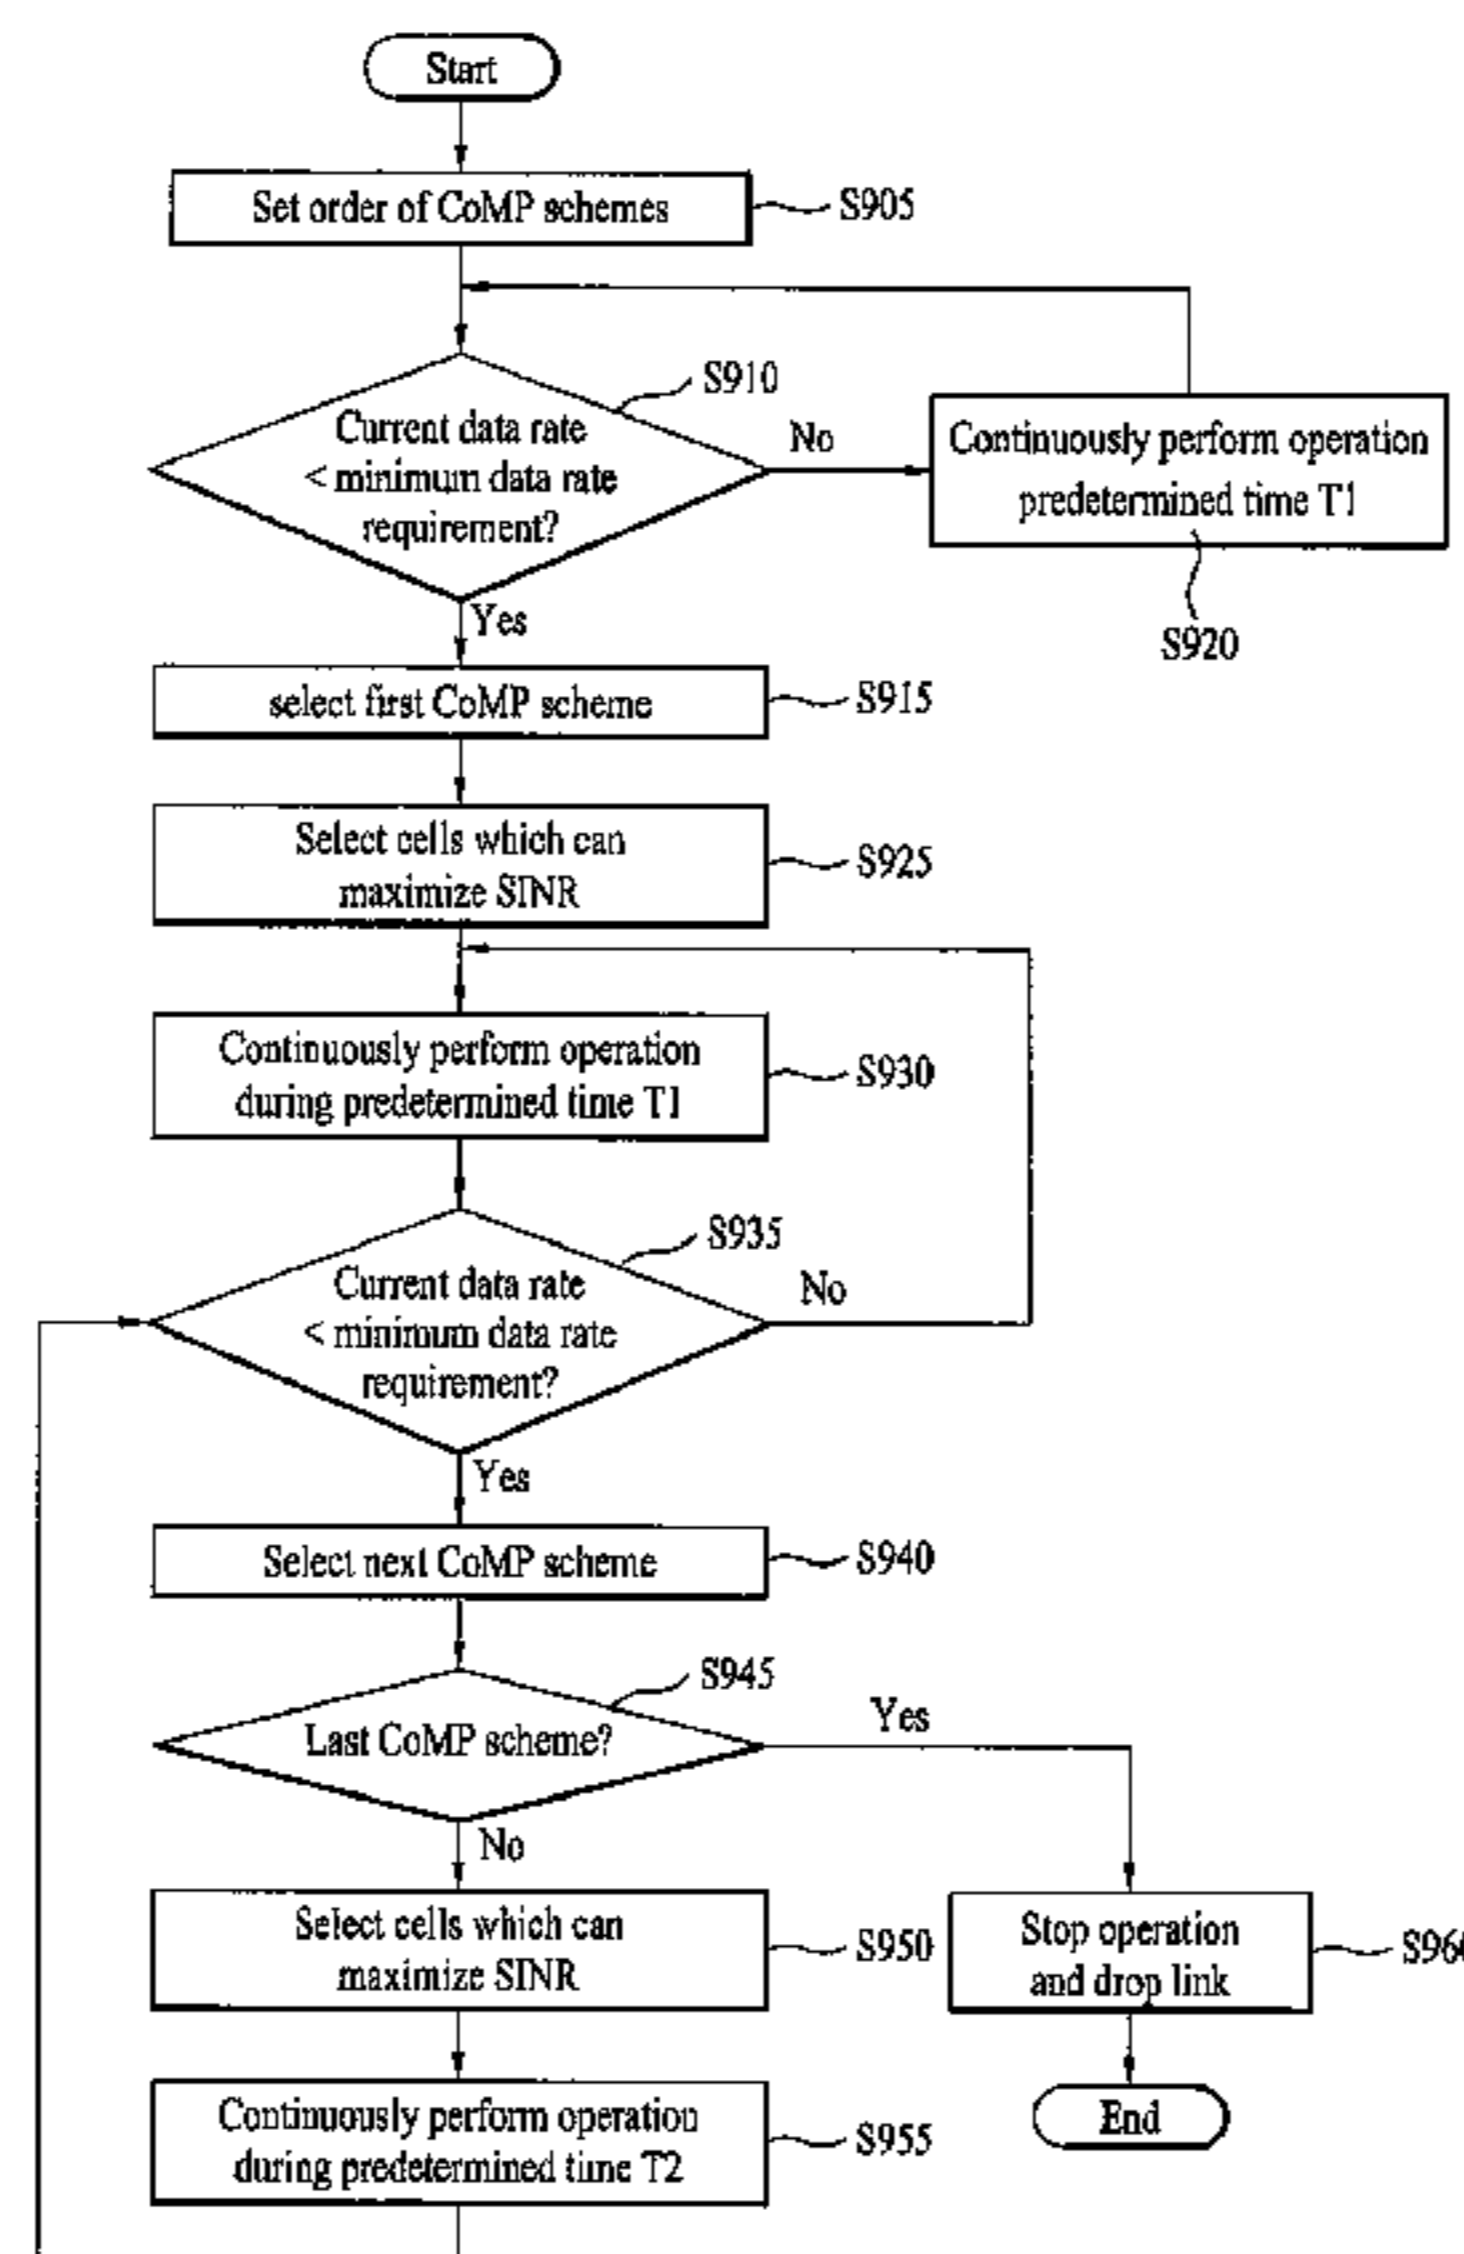 Start
Set order of CoMP schemes
S905
S910
Current data rate
< minimum data rate
requirement?
No
Continuously perform operation
predetermined time T1
S920
Yes
select first CoMP scheme
S915
Select cells which can
maximize SINR
S925
Continuously perform operation
during predetermined time T1
S930
S935
Current data rate
< minimum data rate
requirement?
No
Yes
Select next CoMP scheme
S940
S945
Last CoMP scheme?
Yes
No
Select cells which can
maximize SINR
S950
Stop operation
and drop link
S960
Continuously perform operation
during predetermined time T2
S955
End